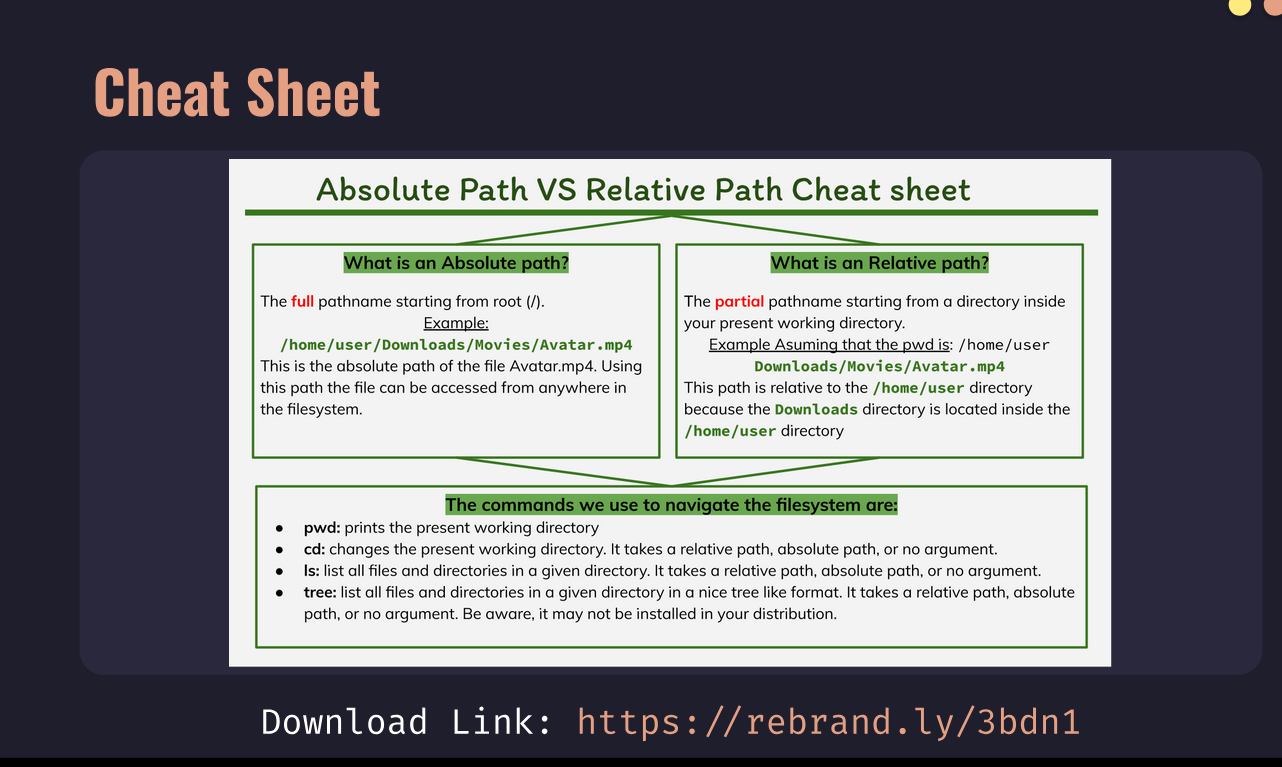 Cheat Sheet
Absolute Path VS Relative Path Cheat sheet
What is an Absolute path?
The full pathname starting from root (/).
Example:
/home/user/Downloads/Movies/Avatar.mp4
This is the absolute path of the file Avatar.mp4. Using
this path the file can be accessed from anywhere in
the filesystem.
What is an Relative path?
The partial pathname starting from a directory inside
your present working directory.
Example Asuming that the pwd is: /home/user
Downloads/Movies/Avatar.mp4
This path is relative to the /home/user directory
because the Downloads directory is located inside the
/home/user directory
The commands we use to navigate the filesystem are:
● pwd: prints the present working directory
● cd: changes the present working directory. It takes a relative path, absolute path, or no argument.
● ls: list all files and directories in a given directory. It takes a relative path, absolute path, or no argument.
● tree: list all files and directories in a given directory in a nice tree like format. It takes a relative path, absolute
path, or no argument. Be aware, it may not be installed in your distribution.
Download Link: https://rebrand.ly/3bdn1